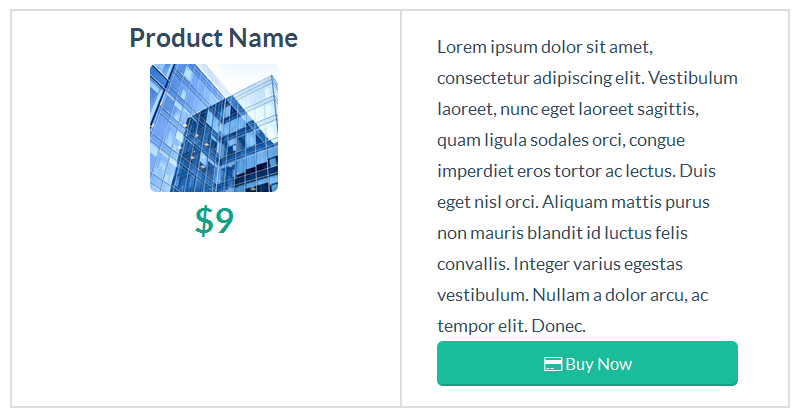 Product Name
$9
Lorem ipsum dolor sit amet,
consectetur adipiscing elit. Vestibulum
laoreet, nunc eget laoreet sagittis,
quam ligula sodales orci, congue
imperdiet eros tortor ac lectus. Duis
eget nisl orci. Aliquam mattis purus
non mauris blandit id luctus felis
convallis. Integer varius egestas
vestibulum. Nullam a dolor arcu, ac
tempor elit. Donec.
Buy Now